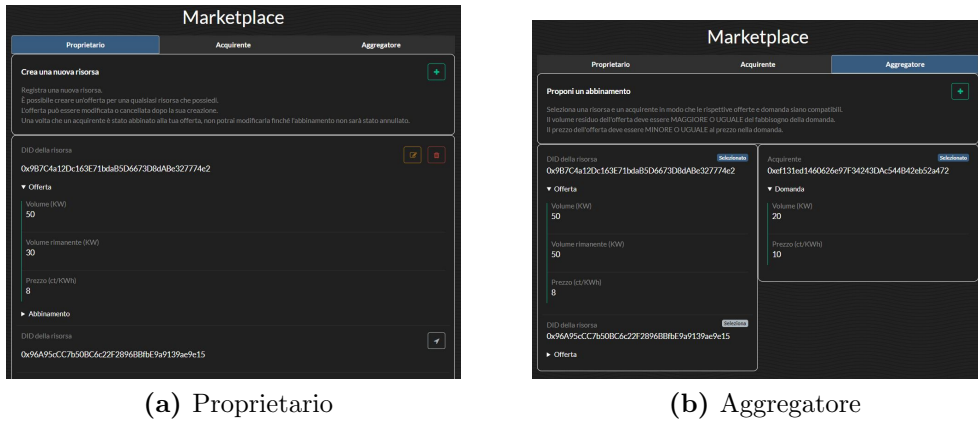 Marketplace
Proprietario Acquirente Aggregatore
Crea una nuova risorsa
Registra una nuova risorsa.
È possibile creare un'offerta per una qualsiasi risorsa che possiedi.
L'offerta può essere modificata o cancellata dopo la sua creazione.
Una volta che un acquirente è stato abbinato alla tua offerta, non potrai modificarla finché l'abbinamento non sarà stato annullato.
DID della risorsa
0x9B7C4a12Dc163E71bdaB5D6673D8dABe327774e2
▾ Offerta
Volume (KW)
50
Volume rimanente (KW)
30
Prezzo (ct/KWh)
8
▸ Abbinamento
DID della risorsa
0x96A95cCC7b50BC6c22F2896BBfbE9a9139ae9e15
(a) Proprietario
Marketplace
Proprietario Acquirente Aggregatore
Proponi un abbinamento
Seleziona una risorsa e un acquirente in modo che le rispettive offerte e domanda siano compatibili.
Il volume residuo dell'offerta deve essere MAGGIORE O UGUALE del fabbisogno della domanda.
Il prezzo dell'offerta deve essere MINORE O UGUALE al prezzo nella domanda.
DID della risorsa Selezionato
0x9B7C4a12Dc163E71bdaB5D6673D8dABe327774e2
▾ Offerta
Volume (KW)
50
Volume rimanente (KW)
50
Prezzo (ct/KWh)
8
DID della risorsa Seleziona
0x96A95cCC7b50BC6c22F2896BBfbE9a9139ae9e15
▸ Offerta
Acquirente Selezionato
0xef131ed1460626e97F34243DAc544B42eb52a472
▾ Domanda
Volume (KW)
20
Prezzo (ct/KWh)
10
(b) Aggregatore